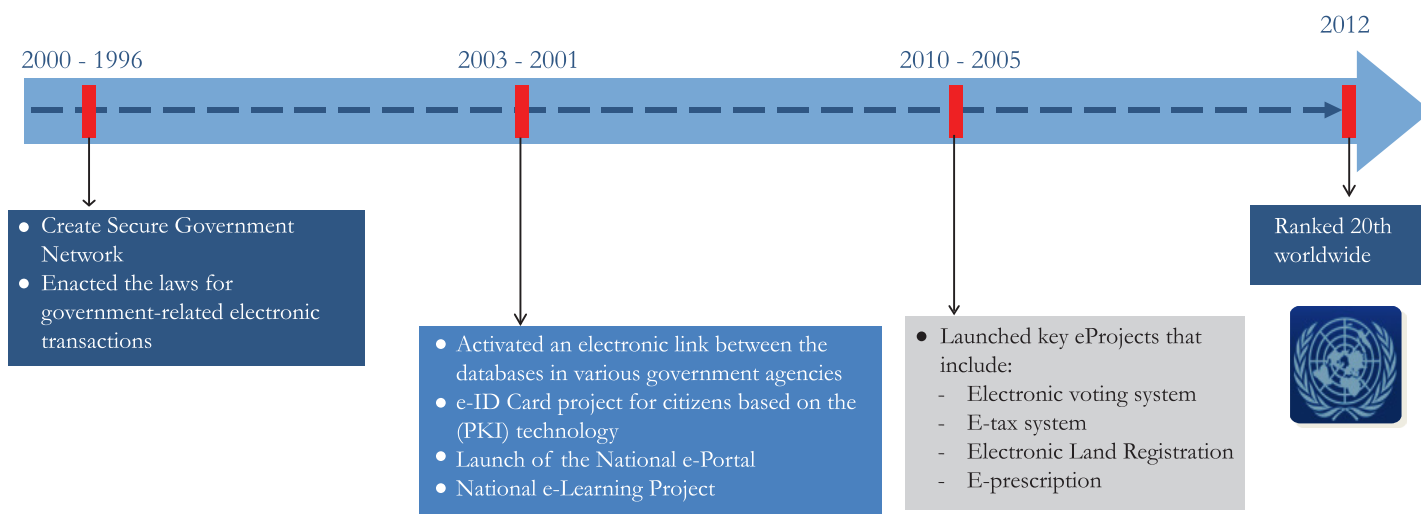 2012
2000 - 1996
2003 - 2001
2010 - 2005
● Create Secure Government
Network
● Enacted the laws for
government-related electronic
transactions
● Activated an electronic link between the
databases in various government agencies
● e-ID Card project for citizens based on the
(PKI) technology
● Launch of the National e-Portal
● National e-Learning Project
● Launched key eProjects that
include:
- Electronic voting system
- E-tax system
- Electronic Land Registration
- E-prescription
Ranked 20th
worldwide